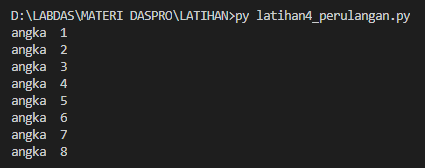 D:\LABDAS\MATERI DASPRO\LATIHAN>py latihan4_perulangan.py
angka  1
angka  2
angka  3
angka  4
angka  5
angka  6
angka  7
angka  8